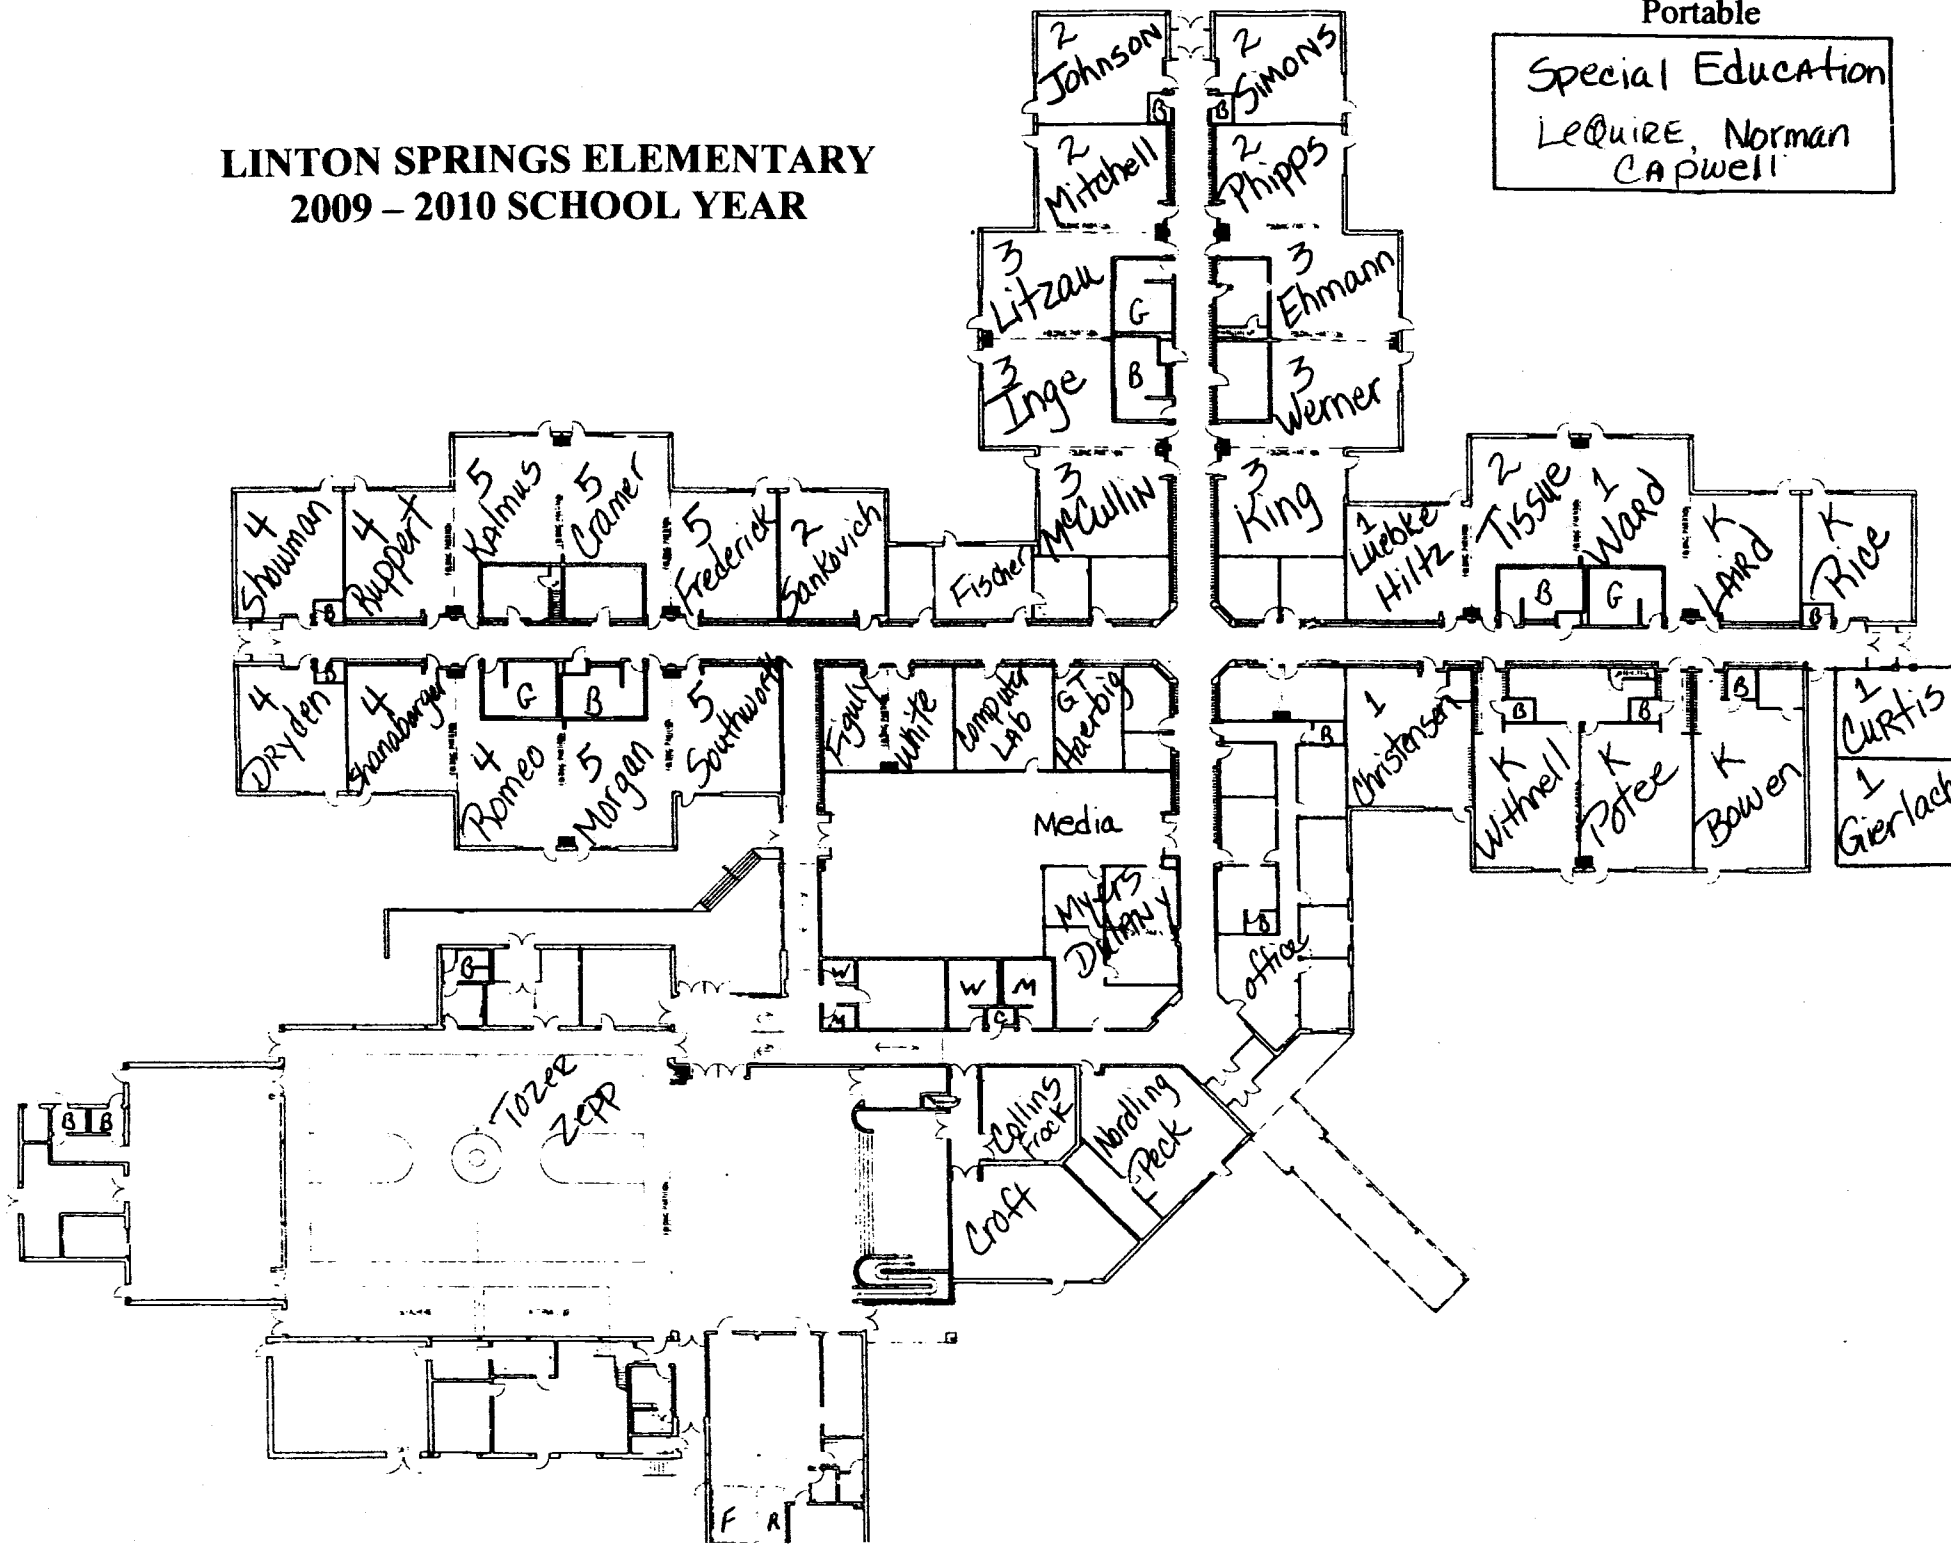 Portable
Special Education
LeQuire, Norman
Capwell
LINTON SPRINGS ELEMENTARY
2009 – 2010 SCHOOL YEAR
2
Johnson
B
2
Simons
B
2
Mitchell
2
Phipps
3
Litzau
G
3
Ehmann
3
Inge
B
3
Werner
3
McCullin
3
King
4
Showman
B
4
Ruppert
5
Kalmus
5
Cramer
5
Frederick
2
Sankovich
Fischer
1
Luebke
Hiltz
2
Tissue
B
1
Ward
G
K
Laird
K
Rice
B
4
Dryden
B
4
Shanabarger
4
Romeo
G
5
Morgan
B
5
Southworth
Figuly
White
Computer
Lab
GT
Haerbig
B
1
Christensen
K
Withnell
B
K
Potee
B
K
Bowen
B
1
Curtis
1
Gierlach
Media
Myers
Dulany
B
Office
B
W
M
W
M
C
Tozer
Zepp
B
B
Collins
Frock
Nordling
Peck
Croft
F
R